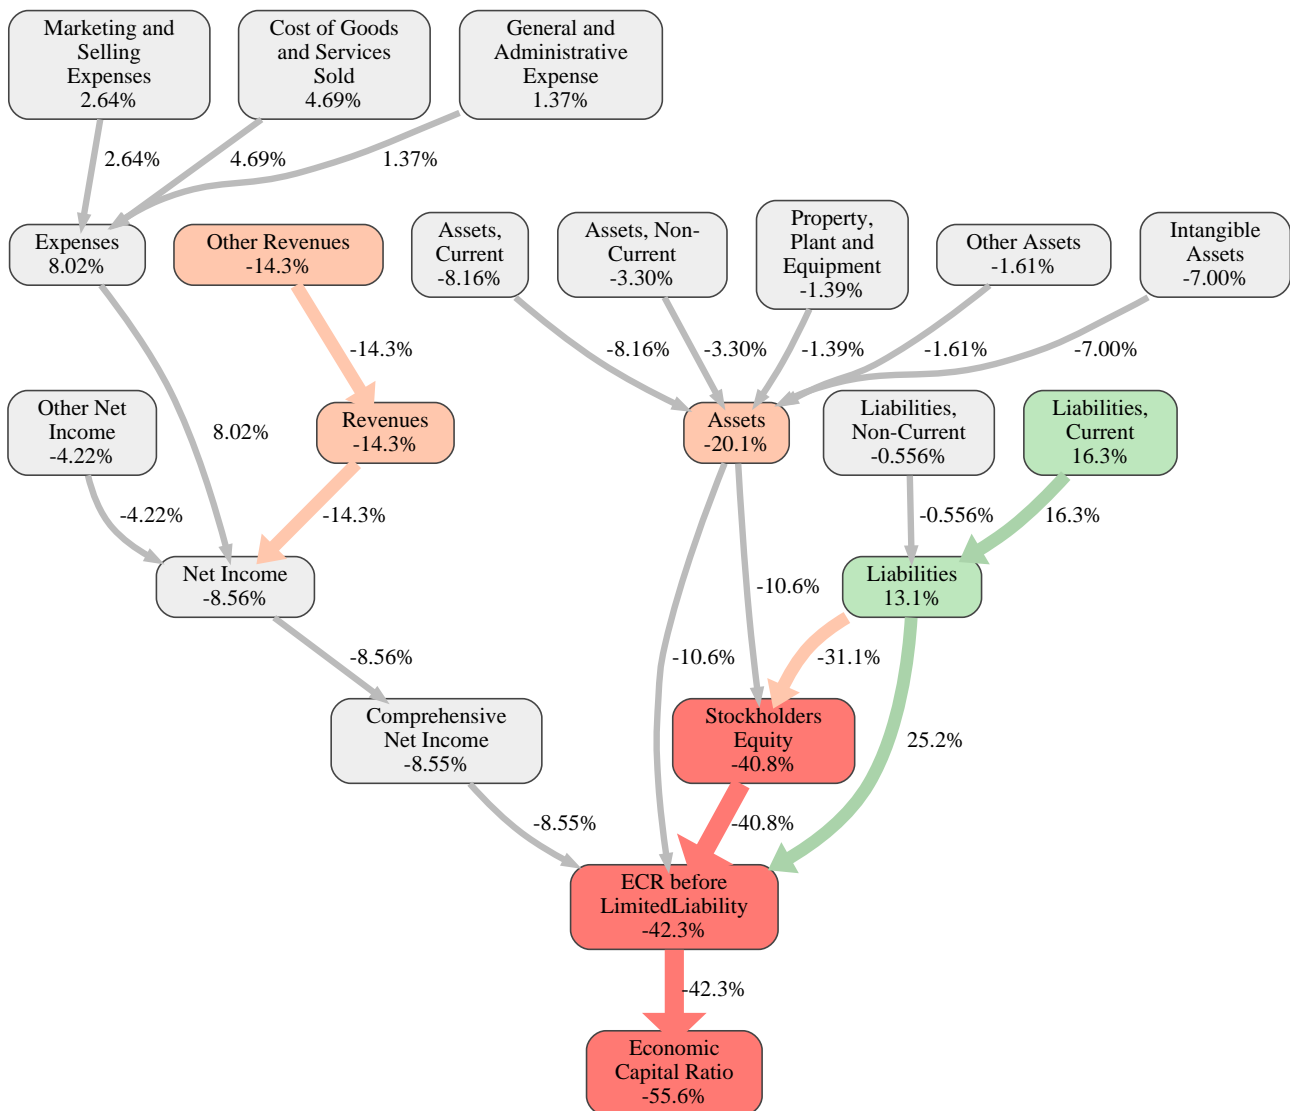 Marketing and
Selling
Expenses
2.64%
Cost of Goods
and Services
Sold
4.69%
General and
Administrative
Expense
1.37%
2.64%
4.69%
1.37%
Expenses
8.02%
Other Revenues
-14.3%
Assets,
Current
-8.16%
Assets, Non-
Current
-3.30%
Property,
Plant and
Equipment
-1.39%
Other Assets
-1.61%
Intangible
Assets
-7.00%
-14.3%
-8.16%
-3.30%
-1.39%
-1.61%
-7.00%
Other Net
Income
-4.22%
8.02%
Revenues
-14.3%
Assets
-20.1%
Liabilities,
Non-Current
-0.556%
Liabilities,
Current
16.3%
-4.22%
-14.3%
-0.556%
16.3%
Net Income
-8.56%
-10.6%
Liabilities
13.1%
-8.56%
-10.6%
-31.1%
Comprehensive
Net Income
-8.55%
Stockholders
Equity
-40.8%
25.2%
-8.55%
-40.8%
ECR before
LimitedLiability
-42.3%
-42.3%
Economic
Capital Ratio
-55.6%